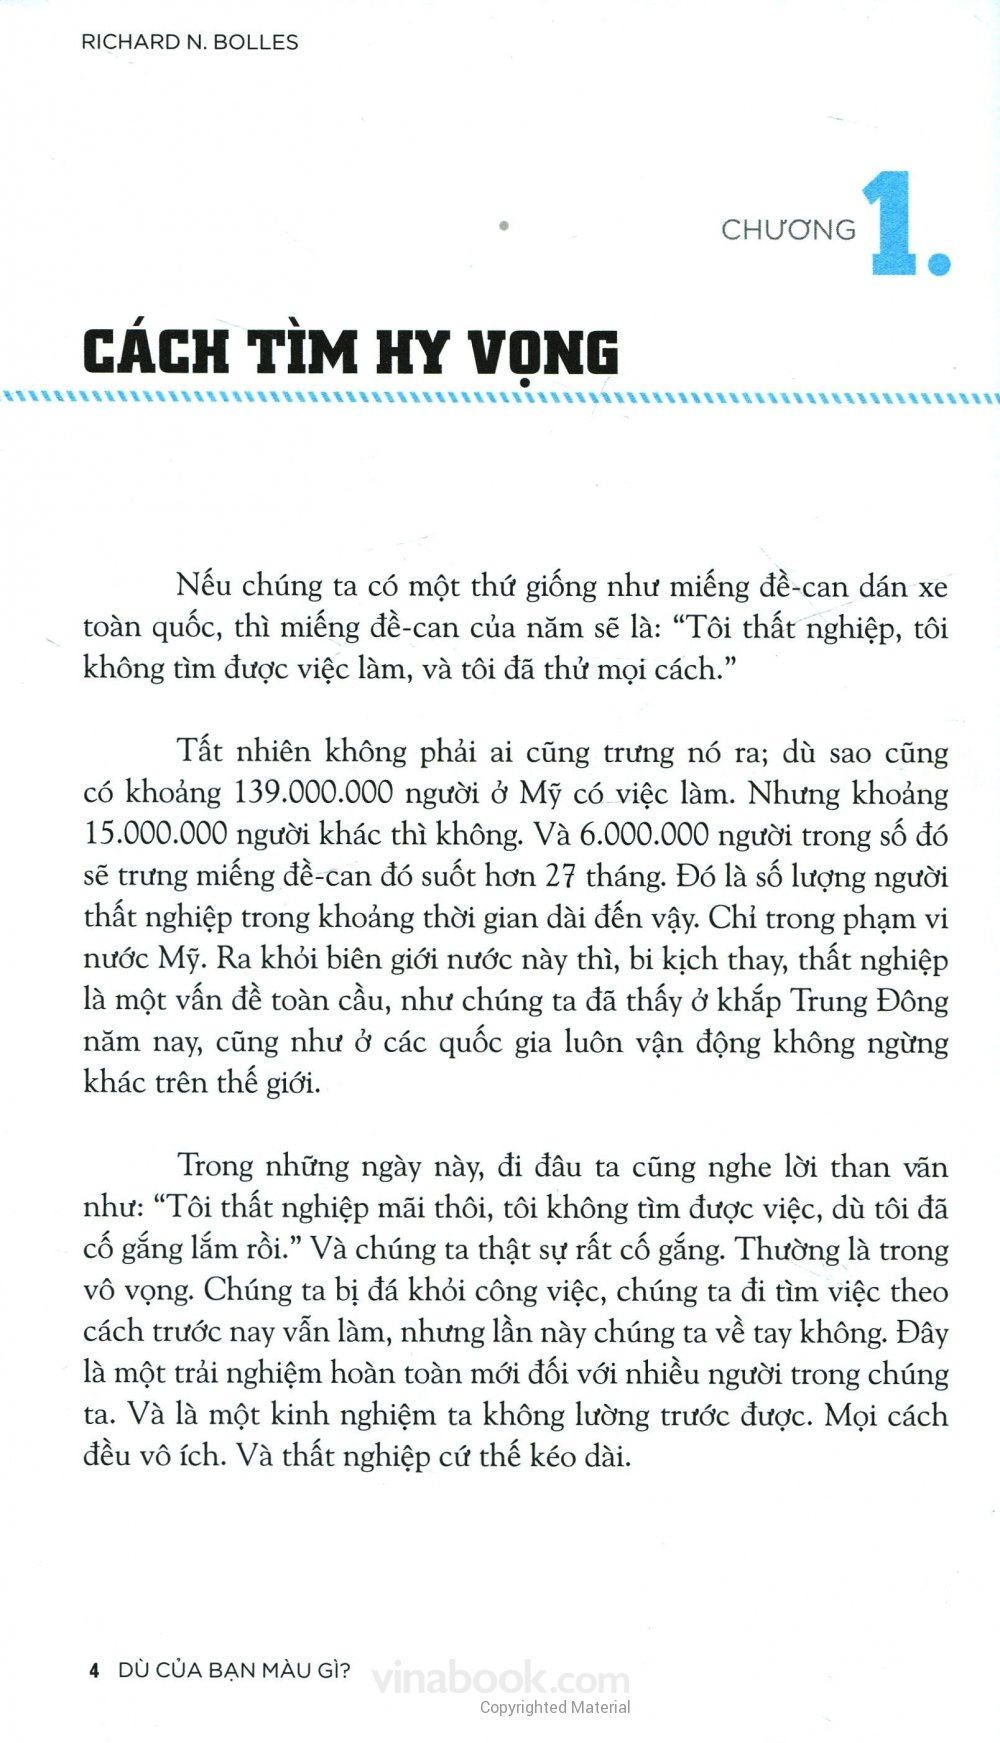 RICHARD N. BOLLES
CHƯƠNG 1.
CÁCH TÌM HY VỌNG
Nếu chúng ta có một thứ giống như miếng đề-can dán xe
toàn quốc, thì miếng đề-can của năm sẽ là: “Tôi thất nghiệp, tôi
không tìm được việc làm, và tôi đã thử mọi cách.”
Tất nhiên không phải ai cũng trưng nó ra; dù sao cũng
có khoảng 139.000.000 người ở Mỹ có việc làm. Nhưng khoảng
15.000.000 người khác thì không. Và 6.000.000 người trong số đó
sẽ trưng miếng đề-can đó suốt hơn 27 tháng. Đó là số lượng người
thất nghiệp trong khoảng thời gian dài đến vậy. Chỉ trong phạm vi
nước Mỹ. Ra khỏi biên giới nước này thì, bi kịch thay, thất nghiệp
là một vấn đề toàn cầu, như chúng ta đã thấy ở khắp Trung Đông
năm nay, cũng như ở các quốc gia luôn vận động không ngừng
khác trên thế giới.
Trong những ngày này, đi đâu ta cũng nghe lời than vãn
như: “Tôi thất nghiệp mãi thôi, tôi không tìm được việc, dù tôi đã
cố gắng lắm rồi.” Và chúng ta thật sự rất cố gắng. Thường là trong
vô vọng. Chúng ta bị đá khỏi công việc, chúng ta đi tìm việc theo
cách trước nay vẫn làm, nhưng lần này chúng ta về tay không. Đây
là một trải nghiệm hoàn toàn mới đối với nhiều người trong chúng
ta. Và là một kinh nghiệm ta không lường trước được. Mọi cách
đều vô ích. Và thất nghiệp cứ thế kéo dài.
4 DÙ CỦA BẠN MÀU GÌ?
vinabook.com
Copyrighted Material